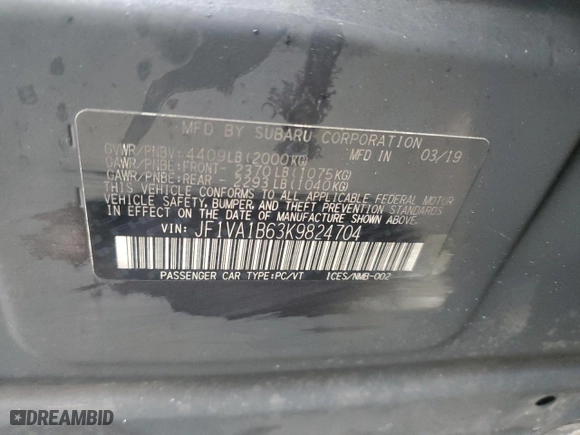 MFD BY SUBARU CORPORATION
GVWR/PNBV: 4409LB (2000KG) MFD IN 03/19
GAWR/PNBE: FRONT- 2370LB (1075KG)
GAWR/PNBE: REAR - 2293LB (1040KG)
THIS VEHICLE CONFORMS TO ALL APPLICABLE FEDERAL MOTOR
VEHICLE SAFETY, BUMPER, AND THEFT PREVENTION STANDARDS
IN EFFECT ON THE DATE OF MANUFACTURE SHOWN ABOVE.
VIN: JF1VA1B63K9824704
PASSENGER CAR TYPE:PC/VT ICES/NMB-002
DREAMBID